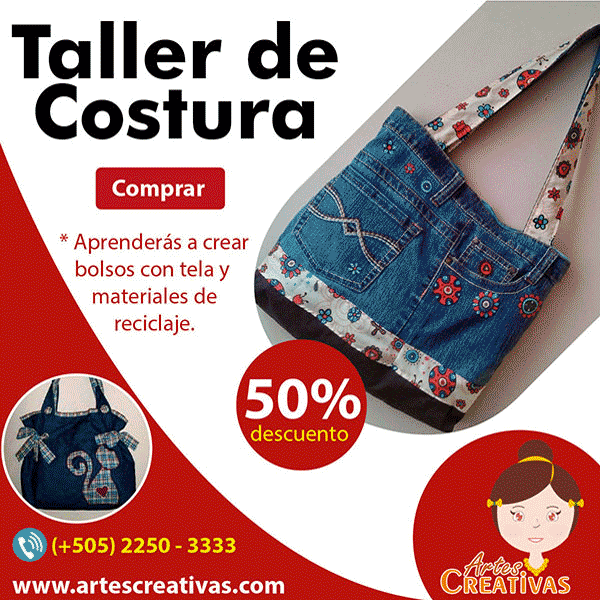 Taller de
Costura
Comprar
* Aprenderás a crear
bolsos con tela y
materiales de
reciclaje.
50%
descuento
(+505) 2250 - 3333
www.artescreativas.com
Artes
CREATIVAS